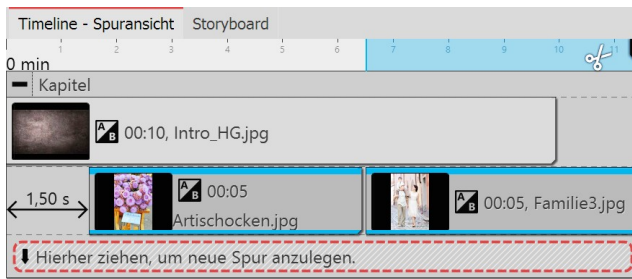 Timeline - Spuransicht Storyboard
1 2 3 4 5 6 7 8 9 10 11
0 min
Kapitel
A B 00:10, Intro_HG.jpg
1,50 s A B 00:05 A B 00:05, Familie3.jpg
Artischocken.jpg
Hierher ziehen, um neue Spur anzulegen.